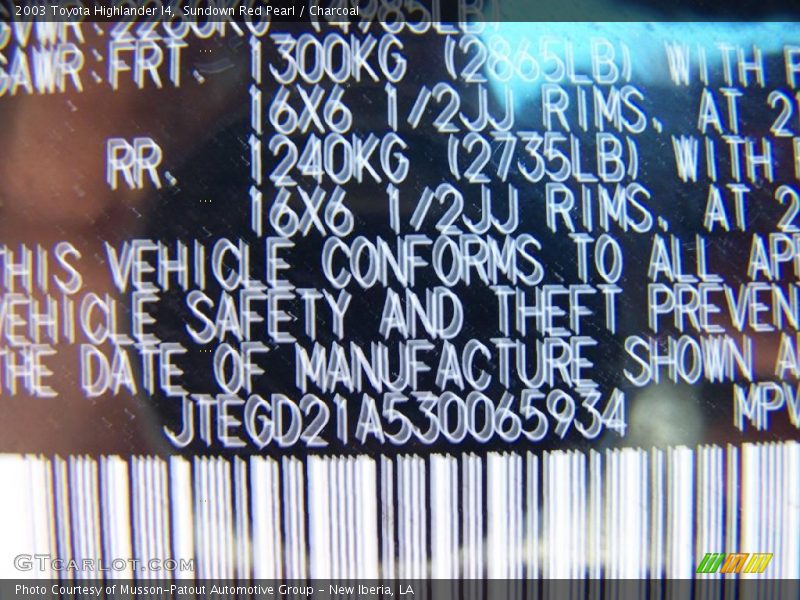 2003 Toyota Highlander I4, Sundown Red Pearl / Charcoal
GAWR:FRT. 1300KG (2865LB) WITH
16X6 1/2JJ RIMS, AT
RR. 1240KG (2735LB) WITH
16X6 1/2JJ RIMS, AT
THIS VEHICLE CONFORMS TO ALL
VEHICLE SAFETY AND THEFT PREVEN
THE DATE OF MANUFACTURE SHOWN
JTEGD21A530065934 MPV
GTCARLOT.COM
Photo Courtesy of Musson-Patout Automotive Group - New Iberia, LA